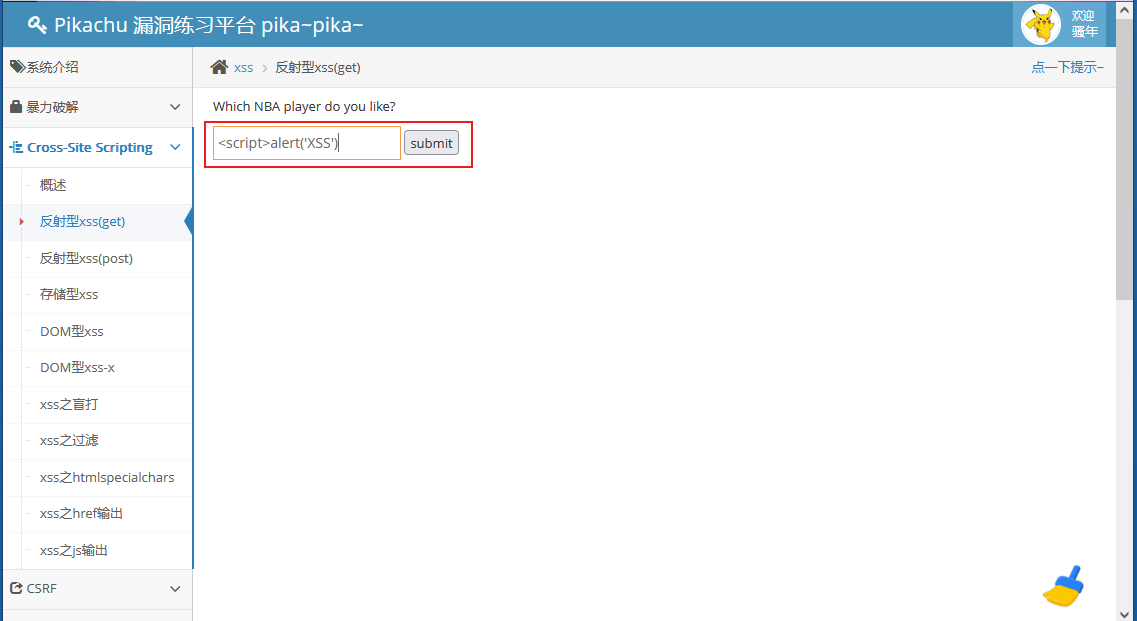 Pikachu 漏洞练习平台 pika~pika~
欢迎
骚年
系统介绍
xss > 反射型xss(get)
点一下提示~
暴力破解
Which NBA player do you like?
<script>alert('XSS')
submit
Cross-Site Scripting
概述
反射型xss(get)
反射型xss(post)
存储型xss
DOM型xss
DOM型xss-x
xss之盲打
xss之过滤
xss之htmlspecialchars
xss之href输出
xss之js输出
CSRF